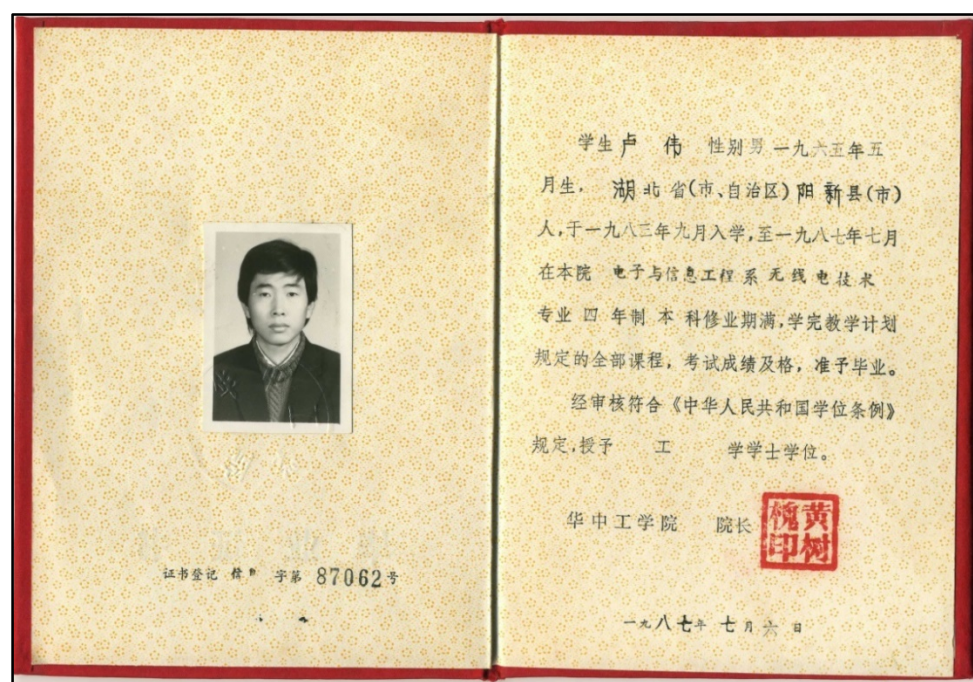 证书登记 信 字第 87062号
学生 卢 伟 性别 男 一九六五年五
月生, 湖北省(市、自治区)阳新县(市)
人,于一九八三年九月入学,至一九八七年七月
在本院 电子与信息工程系 无线电技术
专业 四 年制 本 科修业期满,学完教学计划
规定的全部课程,考试成绩及格,准予毕业。
经审核符合《中华人民共和国学位条例》
规定,授予 工 学学士学位。
华中工学院 院长 黄树槐印
一九八七年 七月 六日